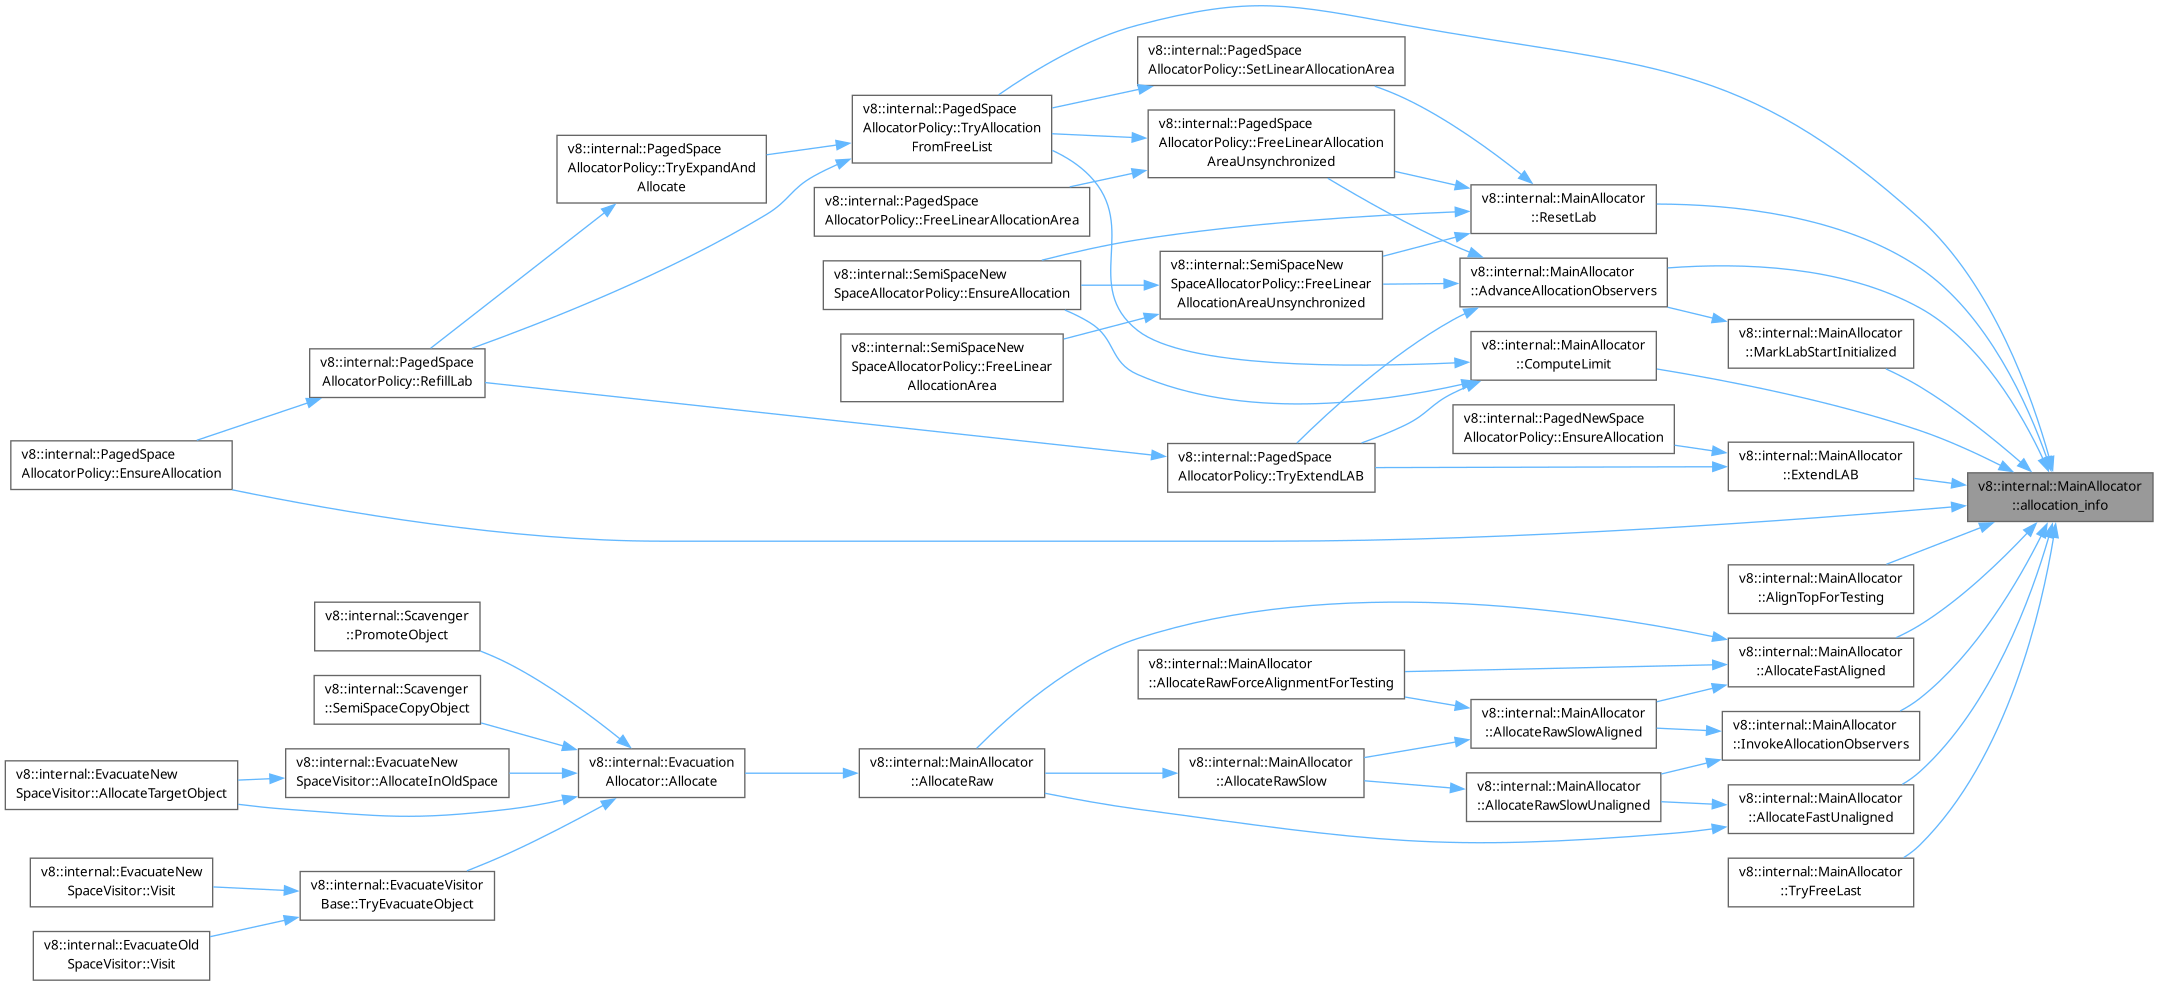 v8::internal::PagedSpace
AllocatorPolicy::SetLinearAllocationArea
v8::internal::PagedSpace
AllocatorPolicy::TryAllocation
FromFreeList
v8::internal::PagedSpace
AllocatorPolicy::FreeLinearAllocation
AreaUnsynchronized
v8::internal::PagedSpace
AllocatorPolicy::TryExpandAnd
Allocate
v8::internal::PagedSpace
AllocatorPolicy::FreeLinearAllocationArea
v8::internal::MainAllocator
::ResetLab
v8::internal::SemiSpaceNew
SpaceAllocatorPolicy::EnsureAllocation
v8::internal::SemiSpaceNew
SpaceAllocatorPolicy::FreeLinear
AllocationAreaUnsynchronized
v8::internal::MainAllocator
::AdvanceAllocationObservers
v8::internal::MainAllocator
::MarkLabStartInitialized
v8::internal::SemiSpaceNew
SpaceAllocatorPolicy::FreeLinear
AllocationArea
v8::internal::MainAllocator
::ComputeLimit
v8::internal::PagedSpace
AllocatorPolicy::RefillLab
v8::internal::PagedNewSpace
AllocatorPolicy::EnsureAllocation
v8::internal::PagedSpace
AllocatorPolicy::EnsureAllocation
v8::internal::PagedSpace
AllocatorPolicy::TryExtendLAB
v8::internal::MainAllocator
::ExtendLAB
v8::internal::MainAllocator
::allocation_info
v8::internal::MainAllocator
::AlignTopForTesting
v8::internal::Scavenger
::PromoteObject
v8::internal::MainAllocator
::AllocateRawForceAlignmentForTesting
v8::internal::MainAllocator
::AllocateFastAligned
v8::internal::Scavenger
::SemiSpaceCopyObject
v8::internal::MainAllocator
::AllocateRawSlowAligned
v8::internal::MainAllocator
::InvokeAllocationObservers
v8::internal::EvacuateNew
SpaceVisitor::AllocateTargetObject
v8::internal::EvacuateNew
SpaceVisitor::AllocateInOldSpace
v8::internal::Evacuation
Allocator::Allocate
v8::internal::MainAllocator
::AllocateRaw
v8::internal::MainAllocator
::AllocateRawSlow
v8::internal::MainAllocator
::AllocateRawSlowUnaligned
v8::internal::MainAllocator
::AllocateFastUnaligned
v8::internal::EvacuateNew
SpaceVisitor::Visit
v8::internal::EvacuateVisitor
Base::TryEvacuateObject
v8::internal::MainAllocator
::TryFreeLast
v8::internal::EvacuateOld
SpaceVisitor::Visit